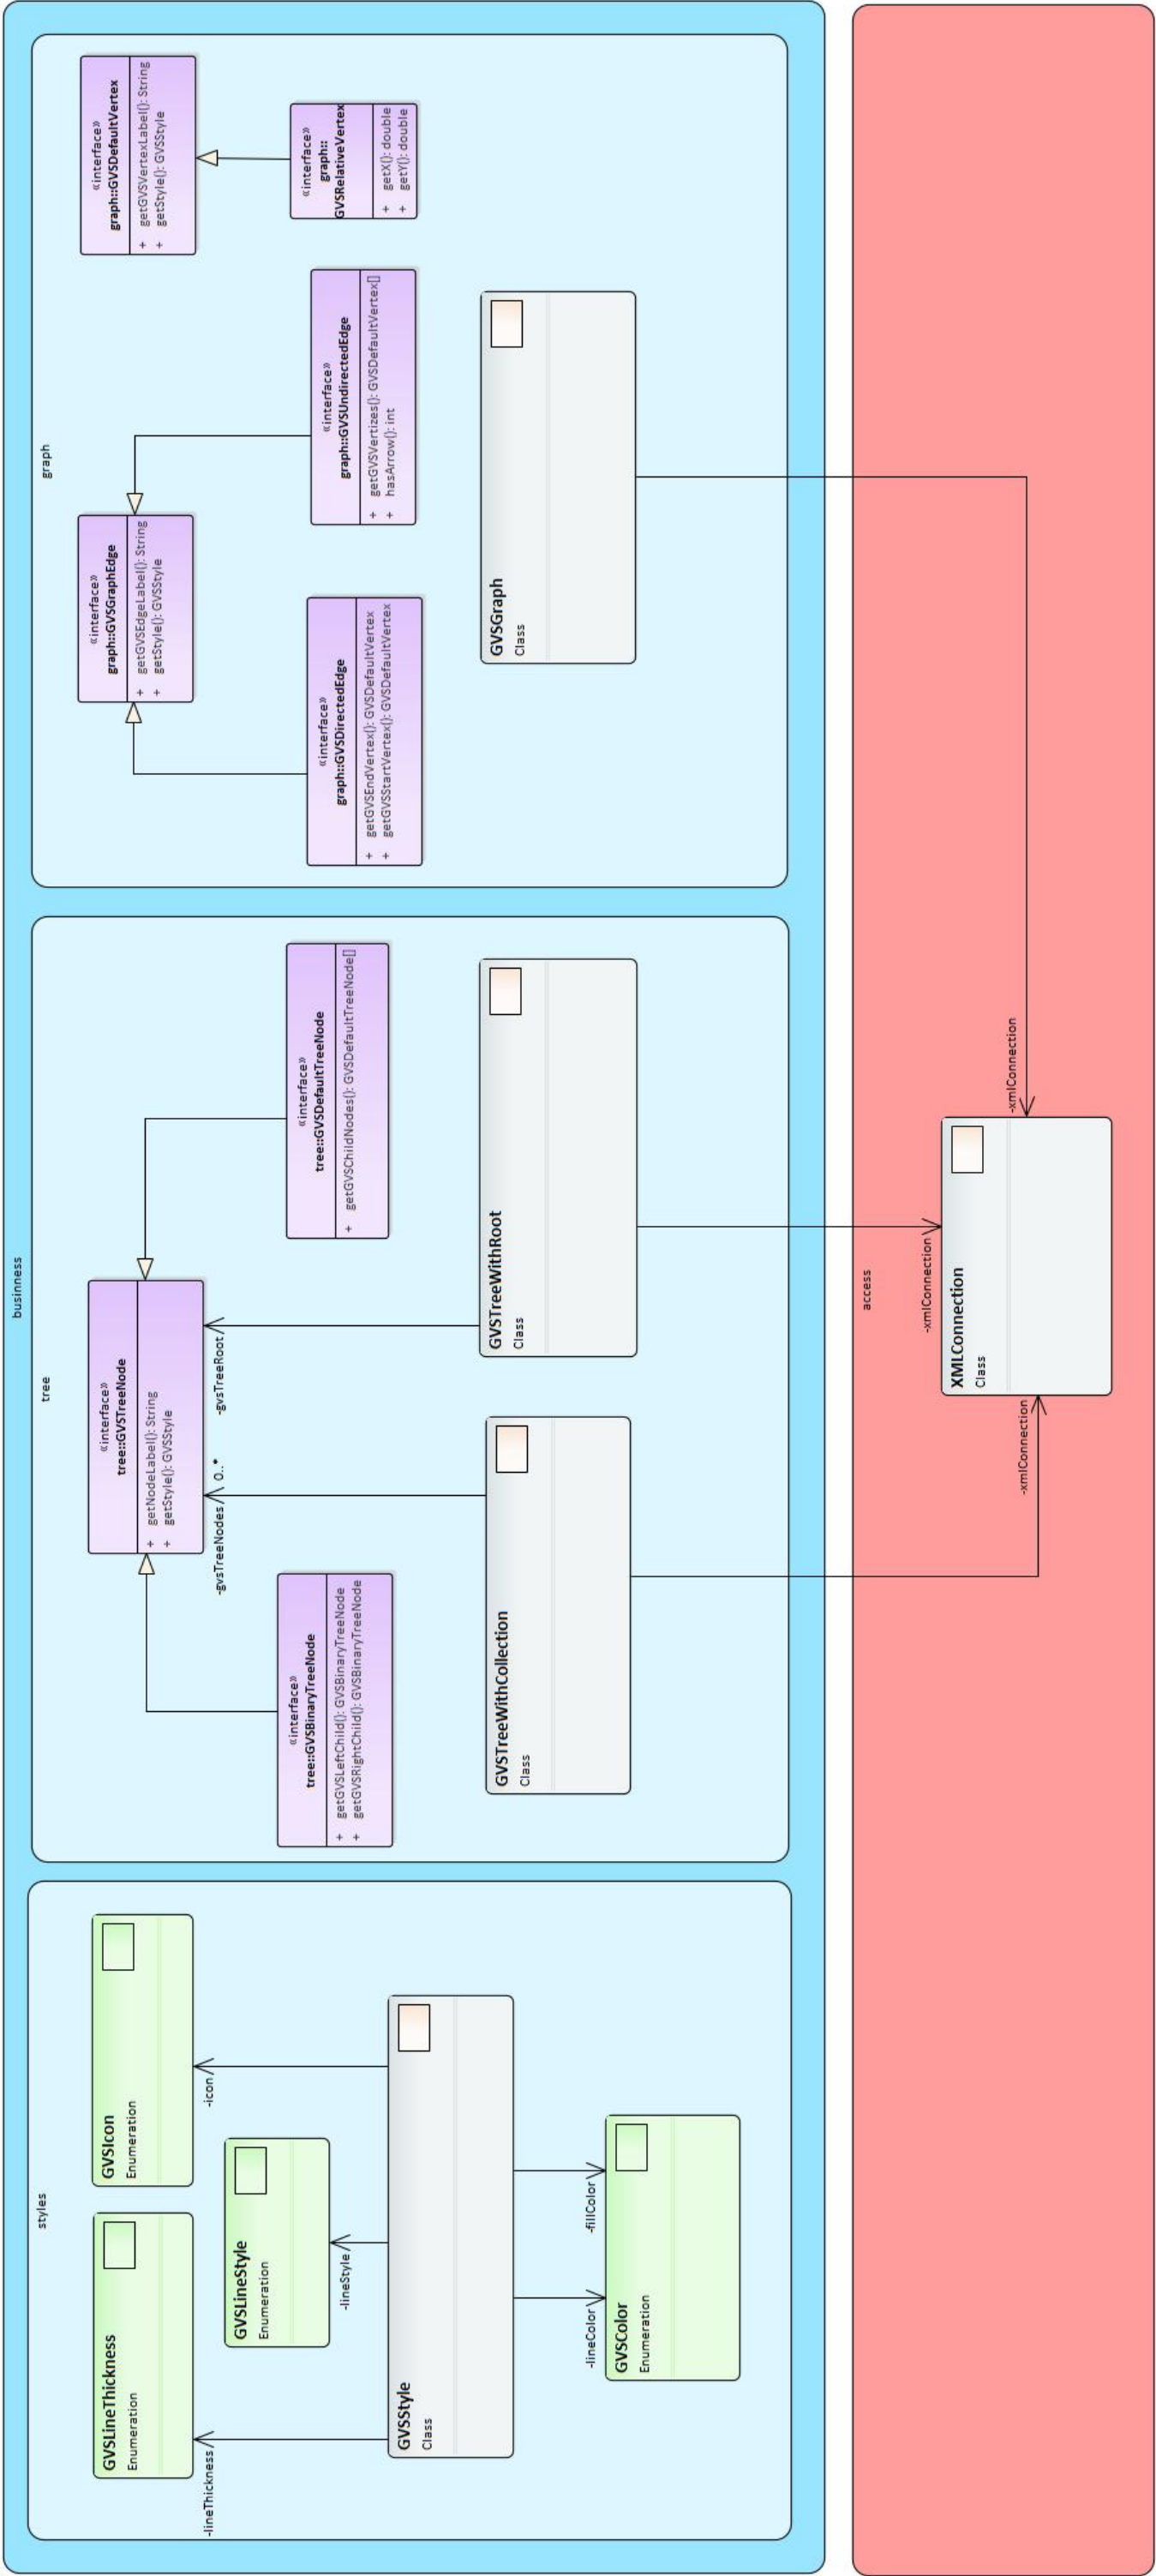 businness
styles
GVSLineThickness
Enumeration
GVSIcon
Enumeration
-lineThickness
-icon
GVSLineStyle
Enumeration
-lineStyle
GVSStyle
Class
-lineColor
-fillColor
GVSColor
Enumeration
tree
«interface»
tree::GVSTreeNode
+ getNodeLabel(): String
+ getStyle(): GVSStyle
-gvsTreeNodes
0..*
-gvsTreeRoot
«interface»
tree::GVSBinaryTreeNode
+ getGVSLeftChild(): GVSBinaryTreeNode
+ getGVSRightChild(): GVSBinaryTreeNode
«interface»
tree::GVSDefaultTreeNode
+ getGVSChildNodes(): GVSDefaultTreeNode[]
GVSTreeWithCollection
Class
GVSTreeWithRoot
Class
graph
«interface»
graph::GVSGraphEdge
+ getGVSEdgeLabel(): String
+ getStyle(): GVSStyle
«interface»
graph::GVSDefaultVertex
+ getGVSVertexLabel(): String
+ getStyle(): GVSStyle
«interface»
graph::GVSDirectedEdge
+ getGVSEndVertex(): GVSDefaultVertex
+ getGVSStartVertex(): GVSDefaultVertex
«interface»
graph::GVSUndirectedEdge
+ getGVSVertizes(): GVSDefaultVertex[]
+ hasArrow(): int
«interface»
graph::
GVSRelativeVertex
+ getX(): double
+ getY(): double
GVSGraph
Class
access
-xmlConnection
-xmlConnection
-xmlConnection
XMLConnection
Class